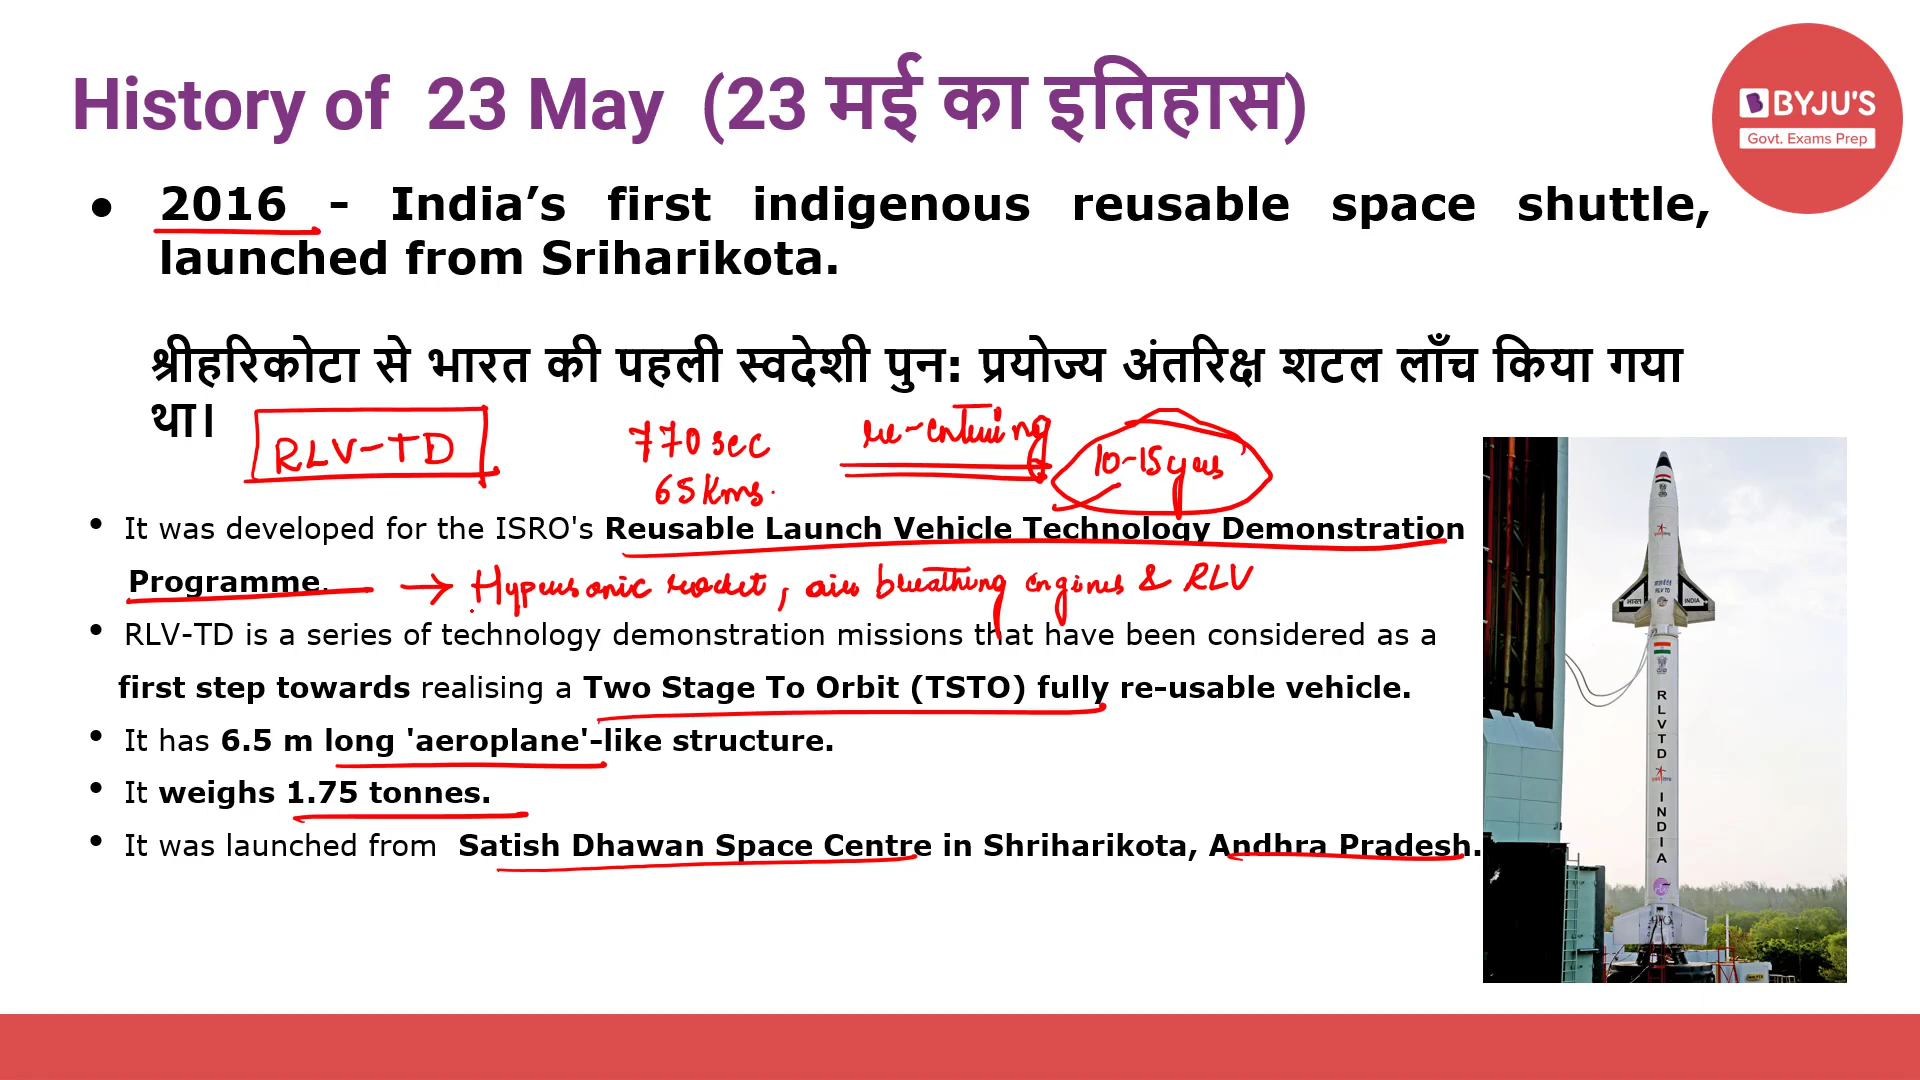 History of 23 May (23 मई का इतिहास)
BYJU'S
Govt. Exams Prep
● 2016 - India’s first indigenous reusable space shuttle,
launched from Sriharikota.
श्रीहरिकोटा से भारत की पहली स्वदेशी पुन: प्रयोज्य अंतरिक्ष शटल लाँच किया गया
था।
RLV-TD
770 sec
65 Kms.
re-entering
10-15 years
• It was developed for the ISRO's Reusable Launch Vehicle Technology Demonstration
Programme.
→ Hypersonic rocket, air breathing engines & RLV
• RLV-TD is a series of technology demonstration missions that have been considered as a
first step towards realising a Two Stage To Orbit (TSTO) fully re-usable vehicle.
• It has 6.5 m long 'aeroplane'-like structure.
• It weighs 1.75 tonnes.
• It was launched from Satish Dhawan Space Centre in Shriharikota, Andhra Pradesh.
RLV TD
भारत
INDIA
RLVTD
INDIA